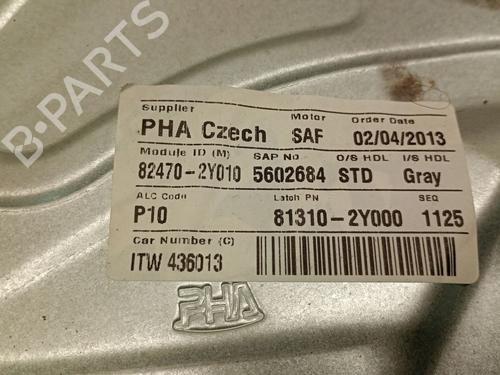 B-PARTS
Supplier Motor Order Date
PHA Czech SAF 02/04/2013
Module ID (M) SAP No O/S HDL I/S HDL
82470-2Y010 5602684 STD Gray
ALC Code Latch PN SEQ
P10 81310-2Y000 1125
Car Number (C)
ITW 436013
PHA